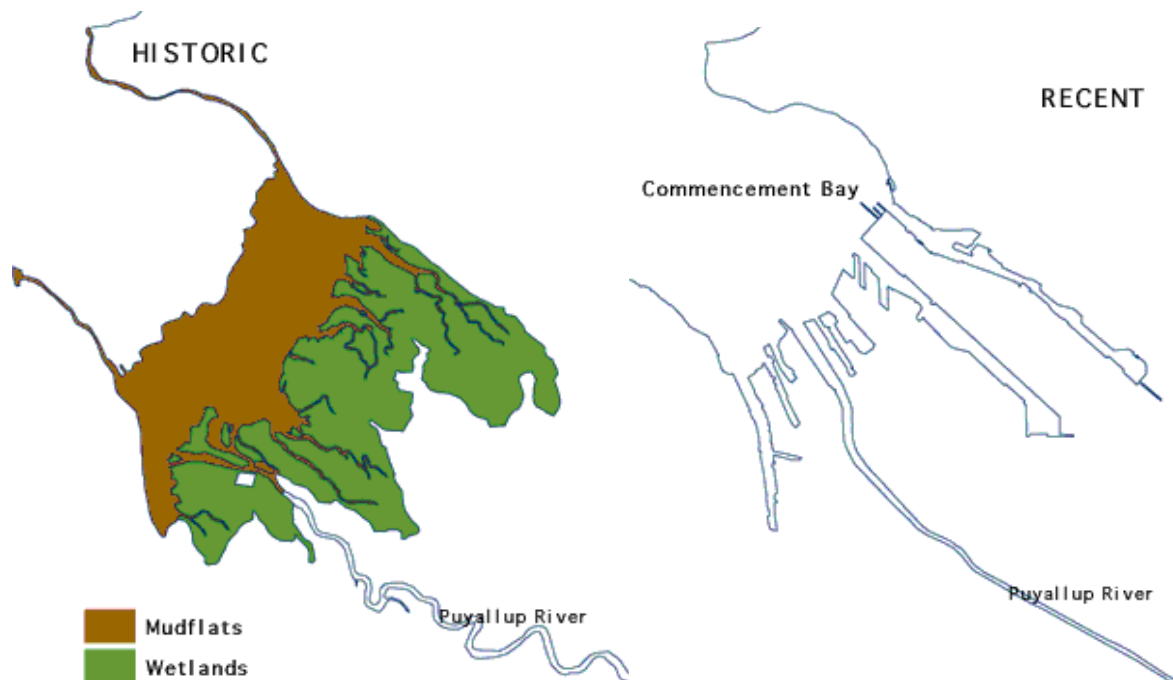 HISTORIC
RECENT
Commencement Bay
Puyallup River
Puyallup River
Mudflats
Wetlands